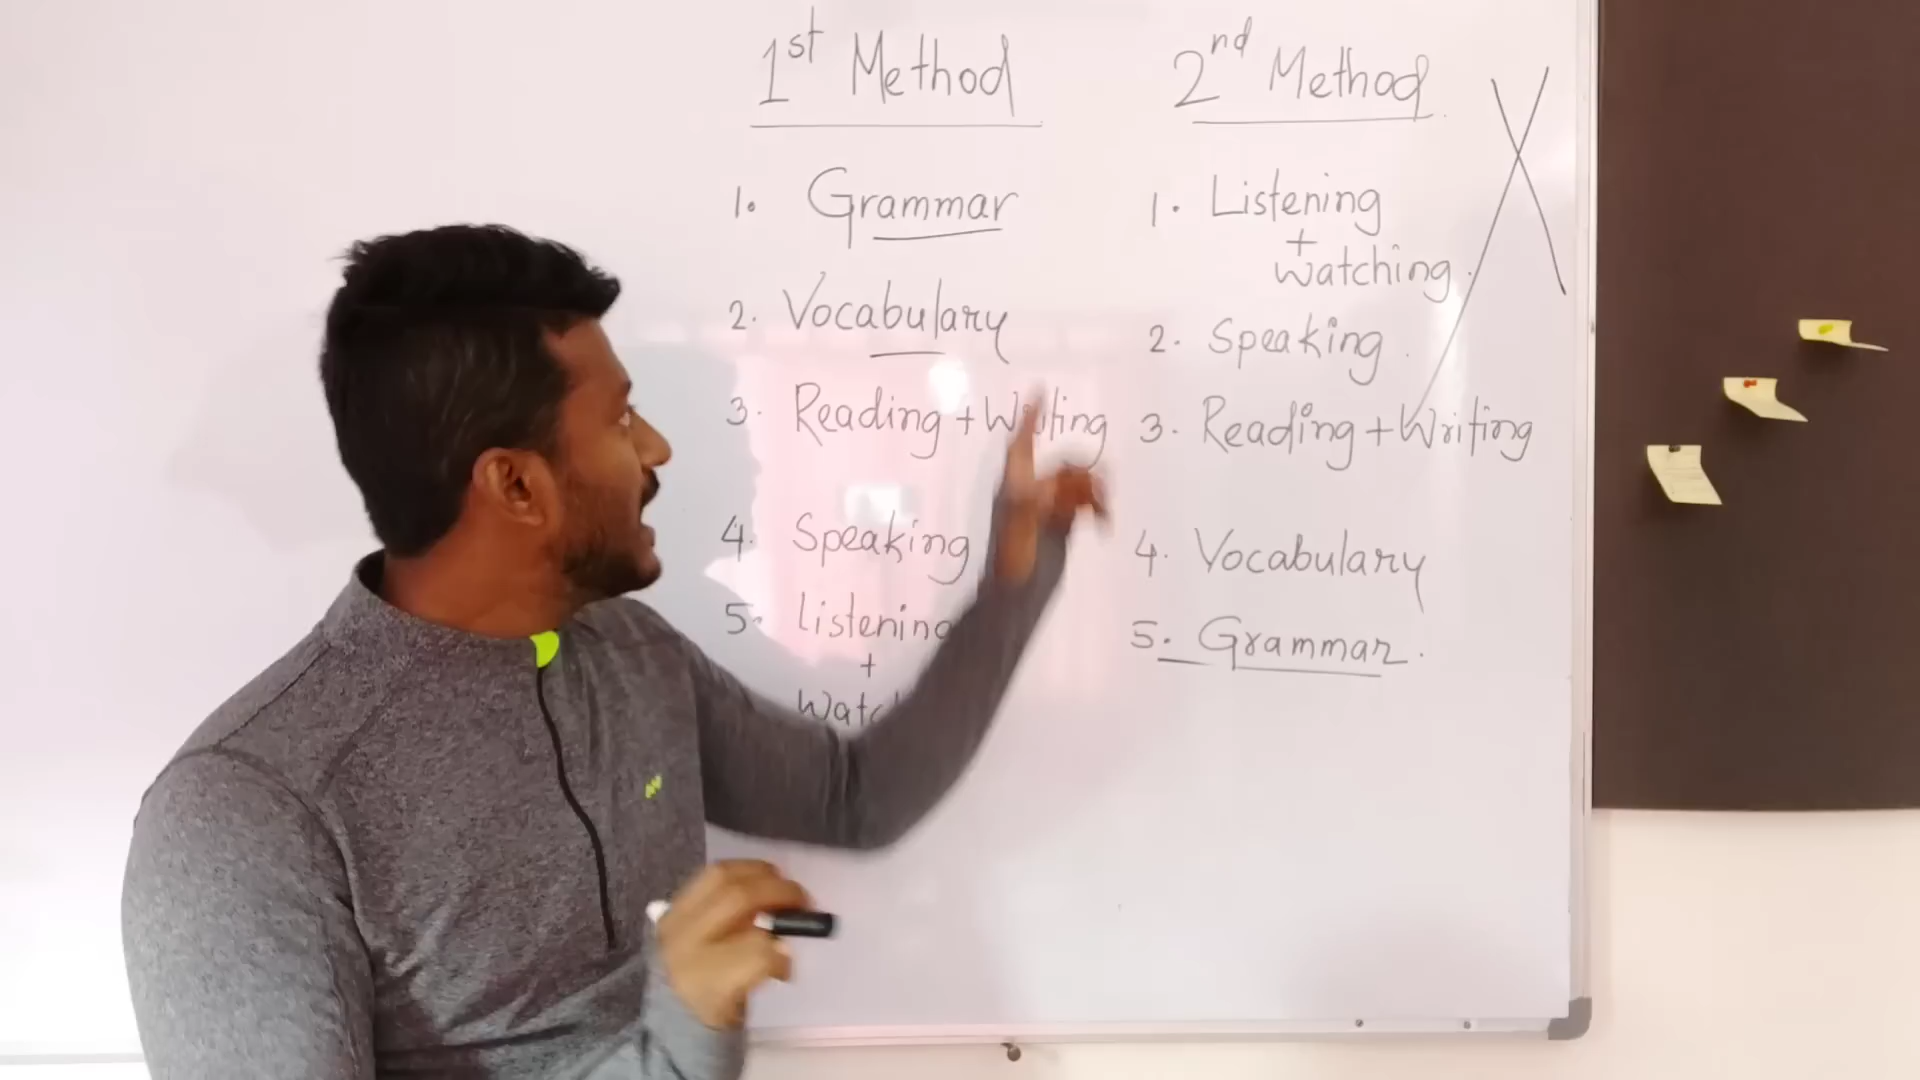 1st Method
1. Grammar
2. Vocabulary
3. Reading + Writing
4. Speaking
5. Listening
+
2nd Method
1. Listening
+
Watching.
2. Speaking.
3. Reading + Writing
4. Vocabulary
5. Grammar.